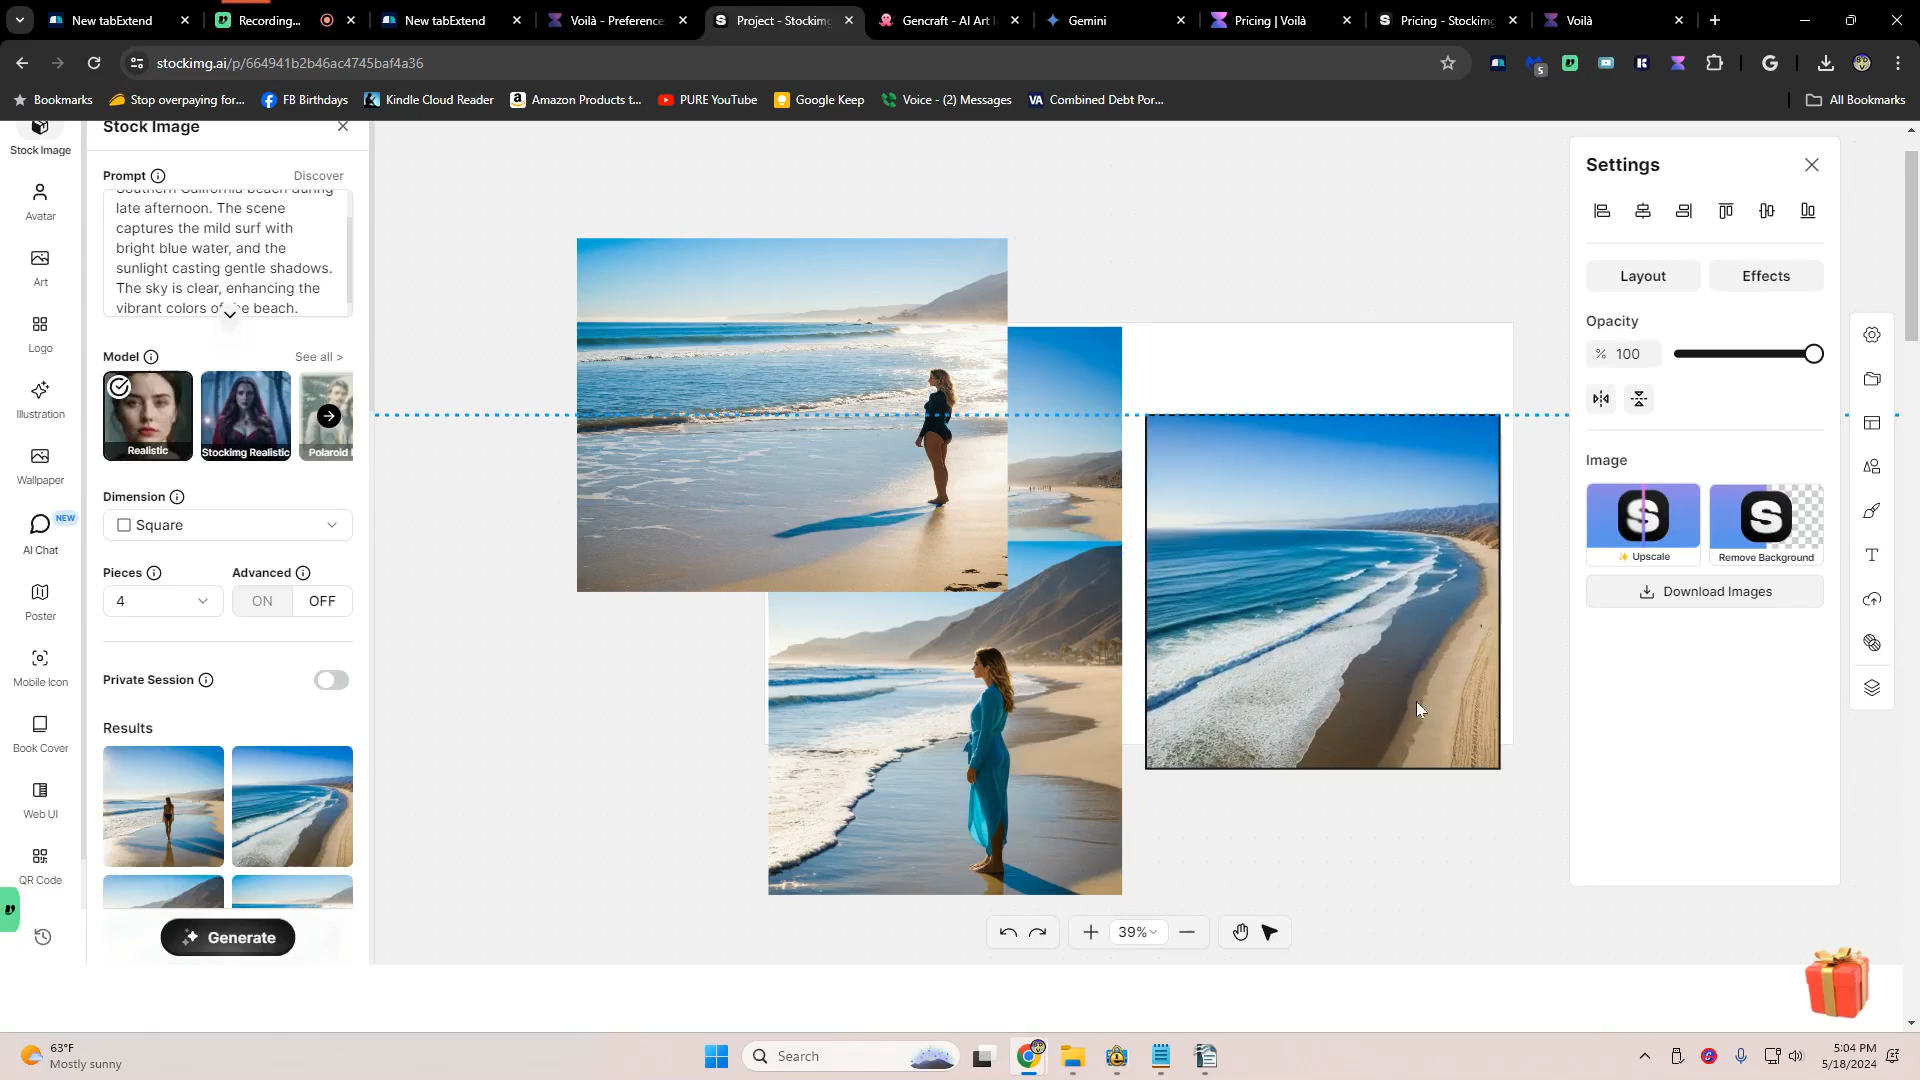 New tabExtend
Recording...
New tabExtend
Voilà - Preference
Project - Stockimg
Gencraft - AI Art
Gemini
Pricing | Voilà
Pricing - Stockimg
Voilà
stockimg.ai/p/664941b2b46ac4745baf4a36
5
Bookmarks
Stop overpaying for...
FB Birthdays
Kindle Cloud Reader
Amazon Products t...
PURE YouTube
Google Keep
Voice - (2) Messages
VA Combined Debt Por...
All Bookmarks
Stock Image
Avatar
Art
Logo
Illustration
Wallpaper
NEW
AI Chat
Poster
Mobile Icon
Book Cover
Web UI
QR Code
Stock Image
Prompt
Discover
Southern California beach during
late afternoon. The scene
captures the mild surf with
bright blue water, and the
sunlight casting gentle shadows.
The sky is clear, enhancing the
vibrant colors of the beach.
Model
See all >
Realistic
Stockimg Realistic
Polaroid
Dimension
Square
Pieces
Advanced
4
ON
OFF
Private Session
Results
Generate
39%
Settings
Layout
Effects
Opacity
% 100
Image
S
S
Upscale
Remove Background
Download Images
63°F
Mostly sunny
Search
5:04 PM
5/18/2024